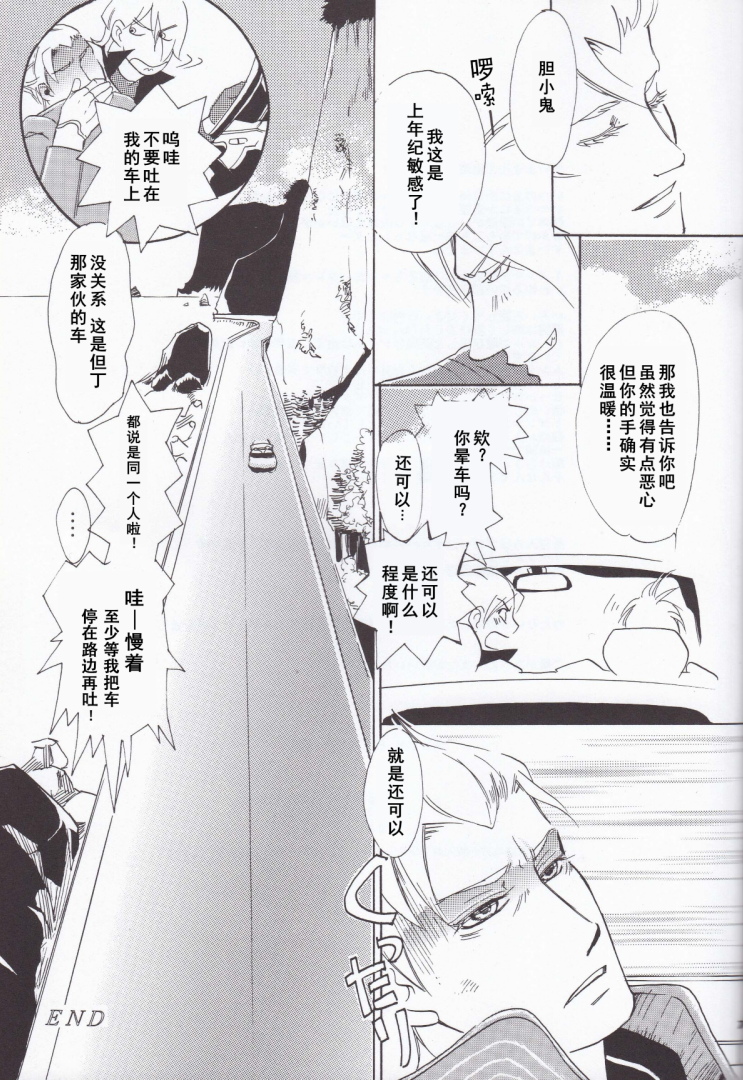 胆小鬼
啰嗦
我这是
上年纪敏感了！
那我也告诉你吧
虽然觉得有点恶心
但你的手确实
很温暖……
欸？
你晕车吗？
还可以…
还可以
是什么
程度啊！
就是还可以
ぐったり
呜哇
不要吐在
我的车上
没关系 这是但丁
那家伙的车
都说是同一个人啦！
....
哇—慢着
至少等我把车
停在路边再吐！
END